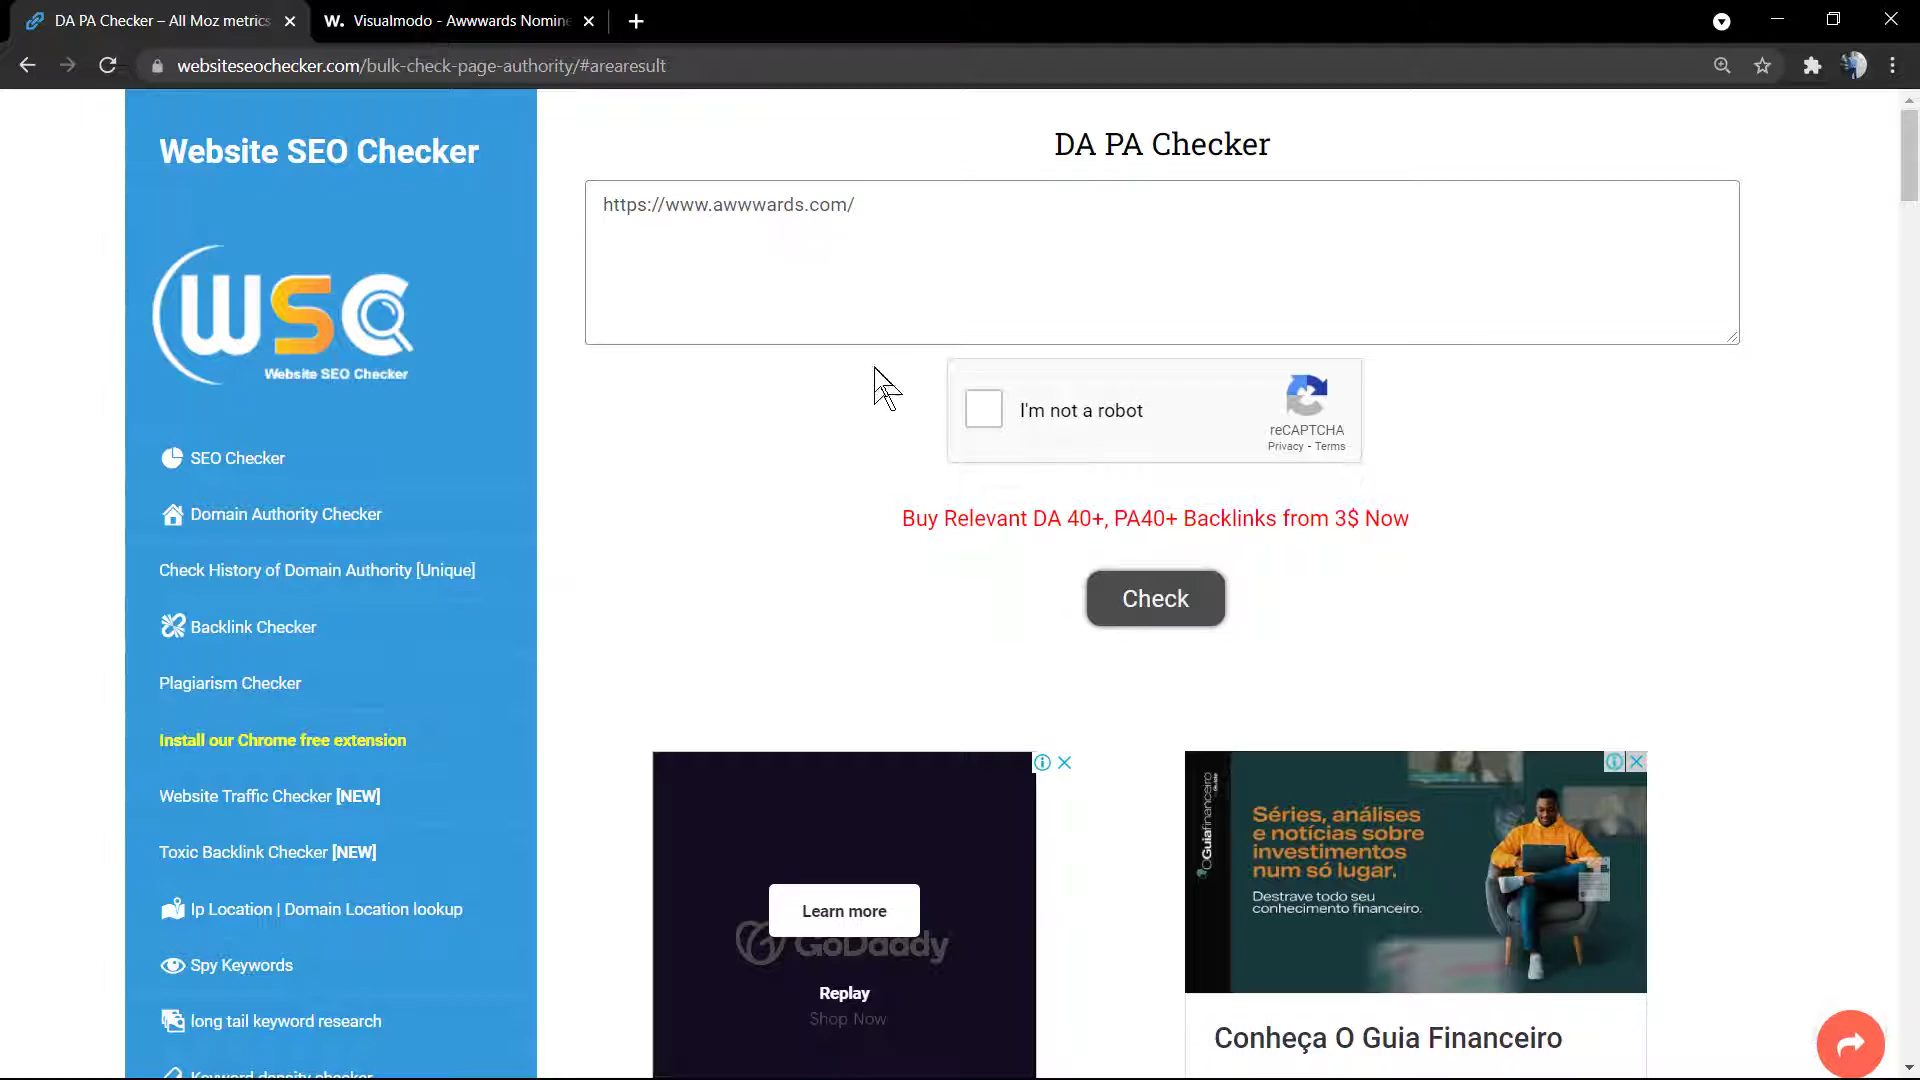 DA PA Checker – All Moz metrics
W. Visualmodo - Awwwards Nomine
websiteseochecker.com/bulk-check-page-authority/#arearesult
Website SEO Checker
WSC
Website SEO Checker
SEO Checker
Domain Authority Checker
Check History of Domain Authority [Unique]
Backlink Checker
Plagiarism Checker
Install our Chrome free extension
Website Traffic Checker [NEW]
Toxic Backlink Checker [NEW]
Ip Location | Domain Location lookup
Spy Keywords
long tail keyword research
Keyword density checker
DA PA Checker
https://www.awwwards.com/
I'm not a robot
reCAPTCHA
Privacy - Terms
Buy Relevant DA 40+, PA40+ Backlinks from 3$ Now
Check
Learn more
GoDaddy
Replay
Shop Now
OGuiafinanceiro
Séries, análises
e notícias sobre
investimentos
num só lugar.
Destrave todo seu
conhecimento financeiro.
Conheça O Guia Financeiro